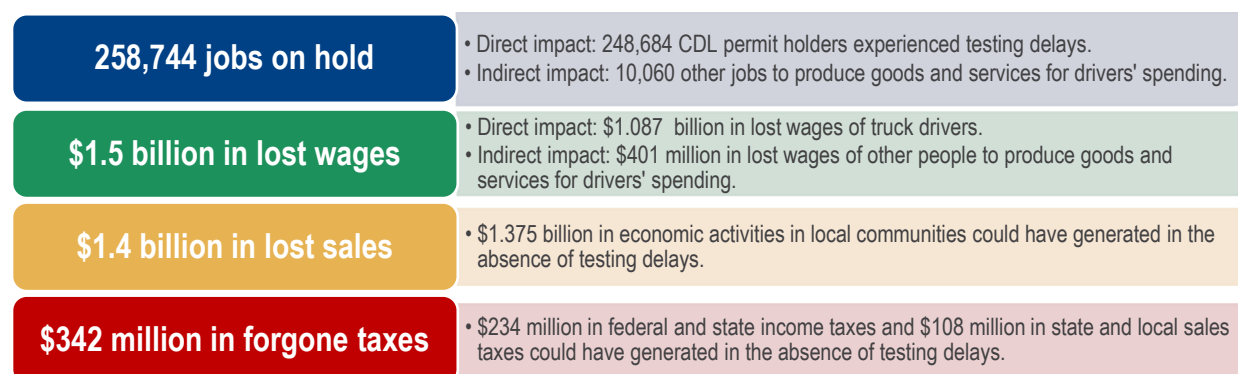 258,744 jobs on hold
• Direct impact: 248,684 CDL permit holders experienced testing delays.
• Indirect impact: 10,060 other jobs to produce goods and services for drivers' spending.
$1.5 billion in lost wages
• Direct impact: $1.087  billion in lost wages of truck drivers.
• Indirect impact: $401 million in lost wages of other people to produce goods and
services for drivers' spending.
$1.4 billion in lost sales
• $1.375 billion in economic activities in local communities could have generated in the
absence of testing delays.
$342 million in forgone taxes
• $234 million in federal and state income taxes and $108 million in state and local sales
taxes could have generated in the absence of testing delays.